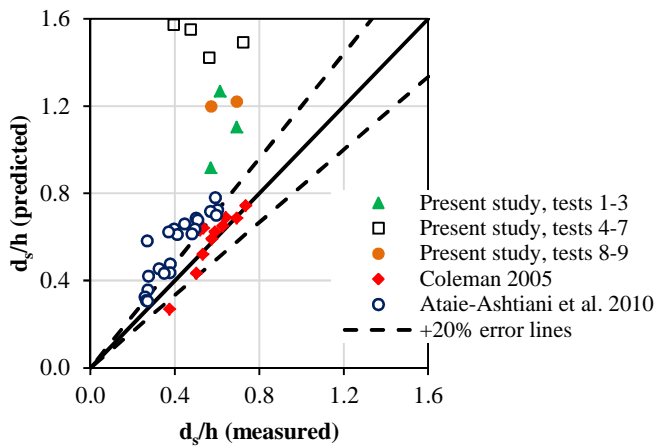 1.6
1.2
0.8
0.4
0.0
0.0 0.4 0.8 1.2 1.6
ds/h (predicted)
ds/h (measured)
Present study, tests 1-3
Present study, tests 4-7
Present study, tests 8-9
Coleman 2005
Ataie-Ashtiani et al. 2010
+20% error lines